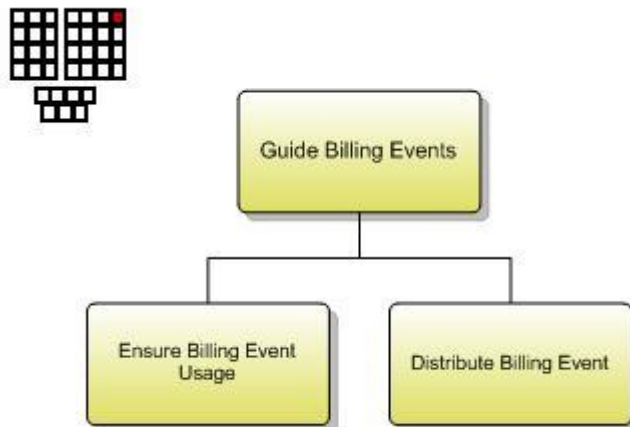 Guide Billing Events
Ensure Billing Event
Usage
Distribute Billing Event